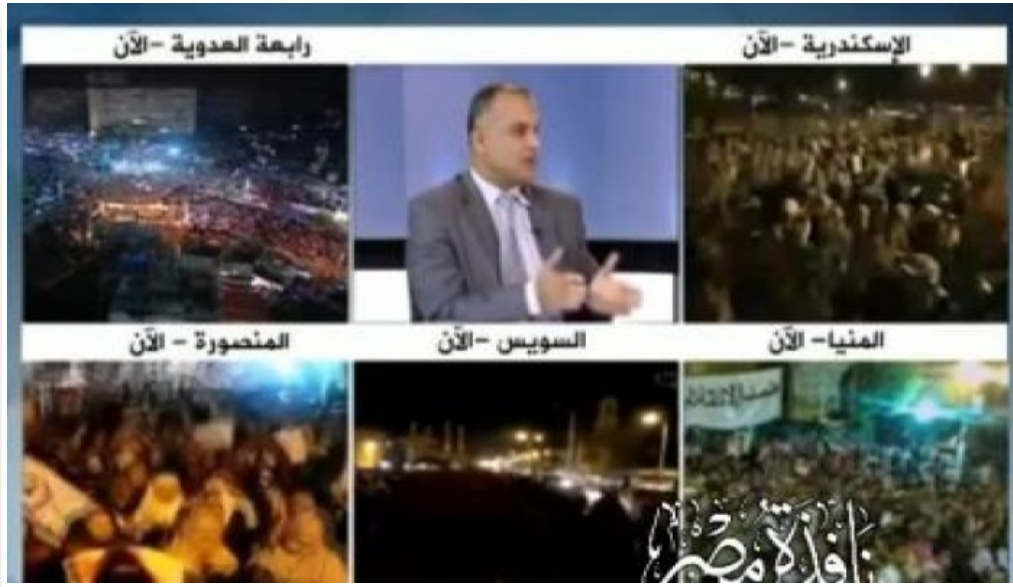 الإسكندرية -الآن
رابعة العدوية -الآن
المنيا- الآن
السويس -الآن
المنصورة - الآن
نافذة مصر